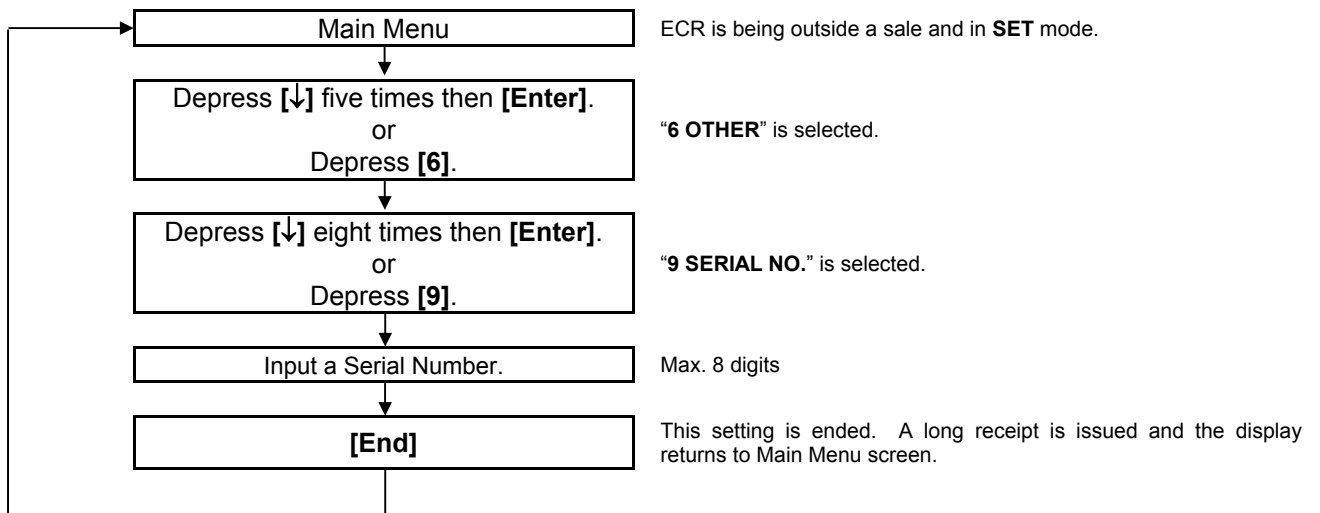 Main Menu
ECR is being outside a sale and in SET mode.
Depress [↓] five times then [Enter].
or
Depress [6].
“6 OTHER” is selected.
Depress [↓] eight times then [Enter].
or
Depress [9].
“9 SERIAL NO.” is selected.
Input a Serial Number.
Max. 8 digits
[End]
This setting is ended. A long receipt is issued and the display
returns to Main Menu screen.